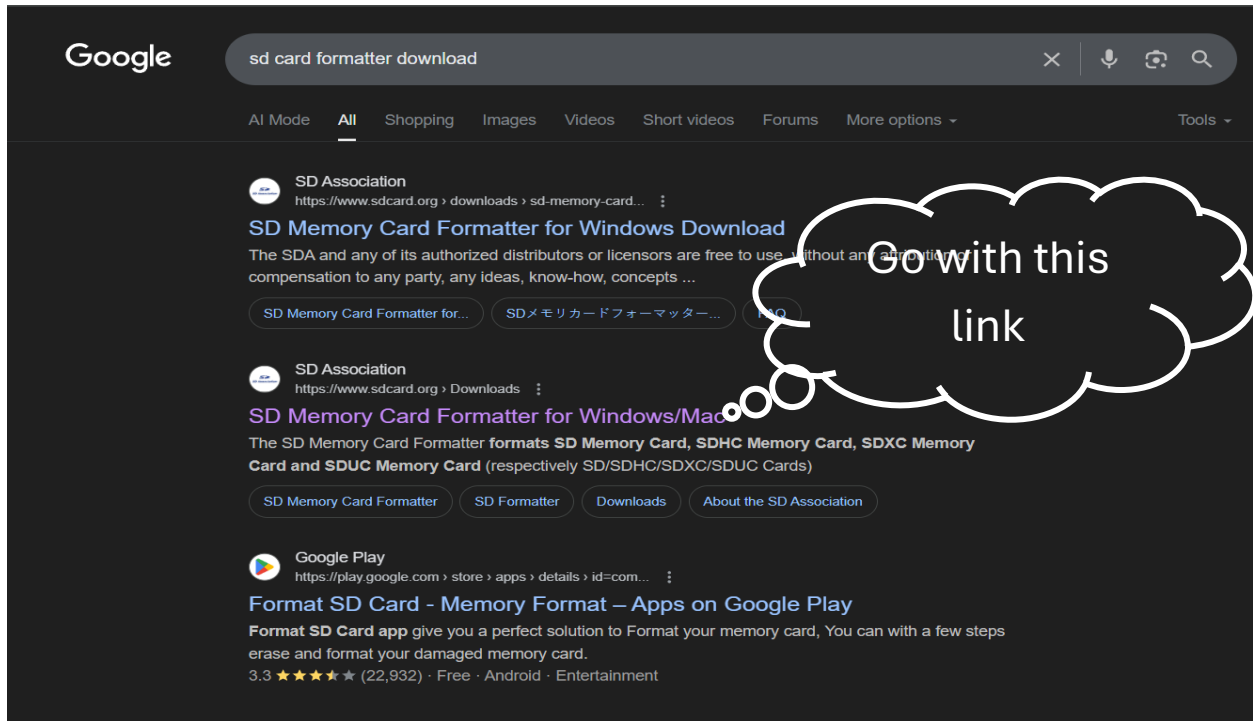 Google
sd card formatter download
AI Mode All Shopping Images Videos Short videos Forums More options Tools
SD Association
https://www.sdcard.org › downloads › sd-memory-card...
SD Memory Card Formatter for Windows Download
The SDA and any of its authorized distributors or licensors are free to use, without any attribution or
compensation to any party, any ideas, know-how, concepts ...
SD Memory Card Formatter for... SDメモリカードフォーマッター... FAQ
Go with this
link
SD Association
https://www.sdcard.org › Downloads
SD Memory Card Formatter for Windows/Mac
The SD Memory Card Formatter formats SD Memory Card, SDHC Memory Card, SDXC Memory
Card and SDUC Memory Card (respectively SD/SDHC/SDXC/SDUC Cards)
SD Memory Card Formatter SD Formatter Downloads About the SD Association
Google Play
https://play.google.com › store › apps › details › id=com...
Format SD Card - Memory Format – Apps on Google Play
Format SD Card app give you a perfect solution to Format your memory card, You can with a few steps
erase and format your damaged memory card.
3.3 ★★★★★ (22,932) · Free · Android · Entertainment